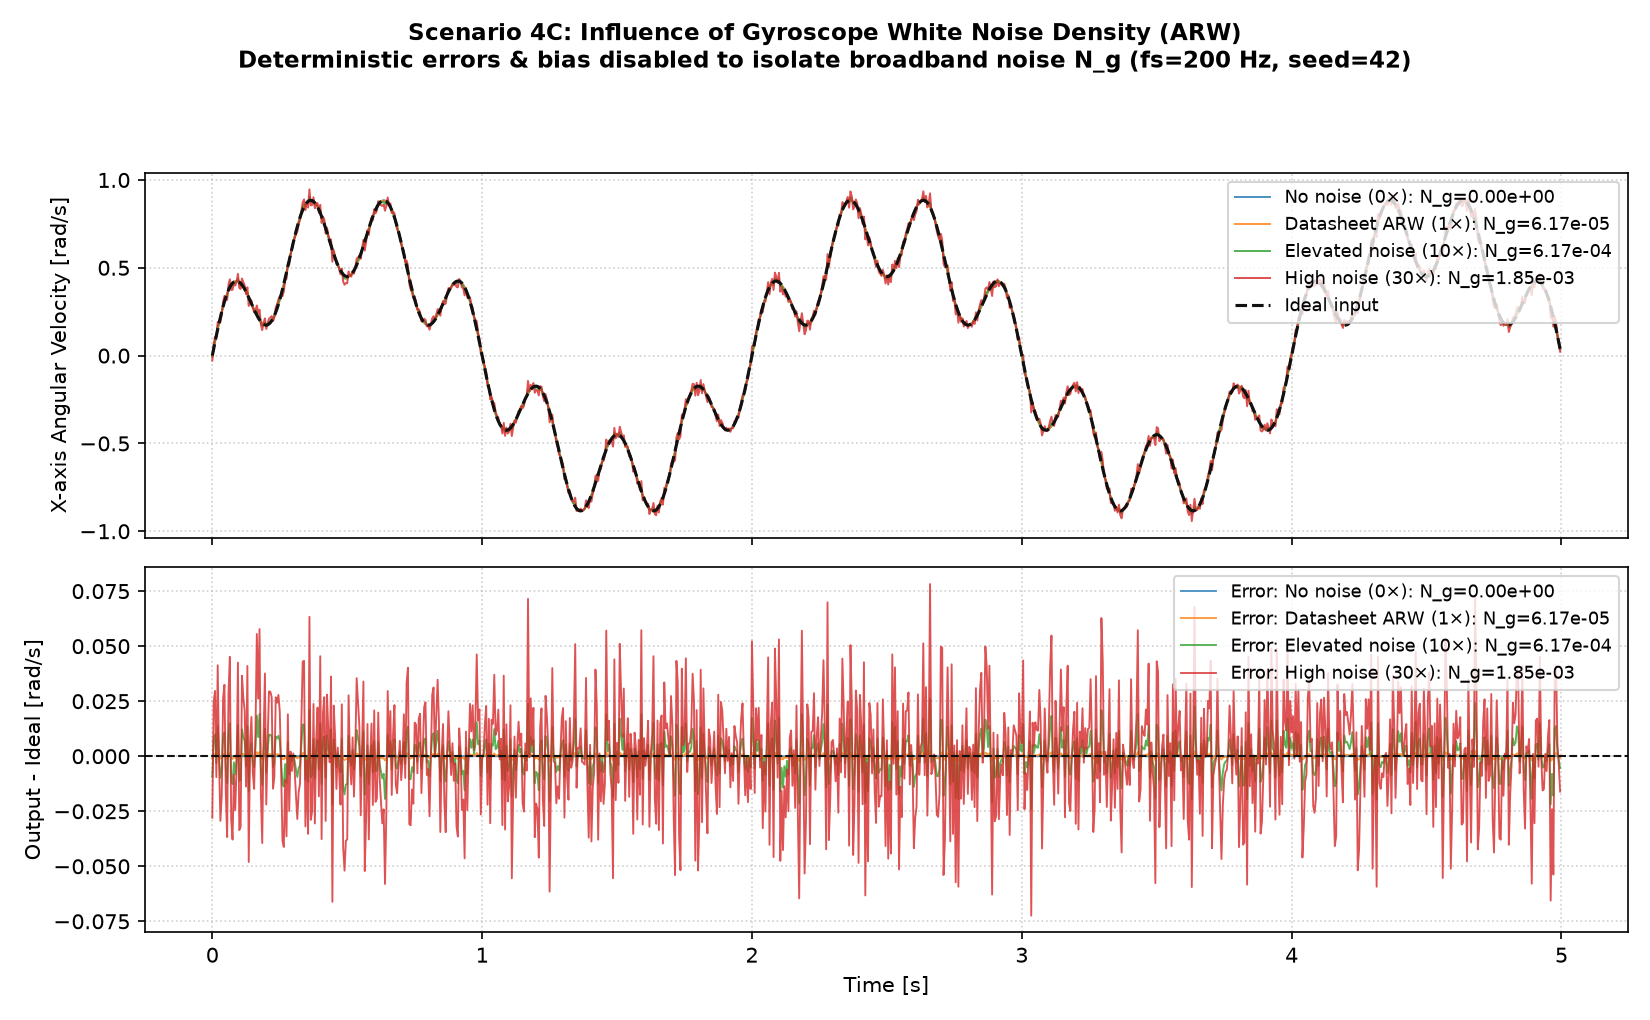 Scenario 4C: Influence of Gyroscope White Noise Density (ARW)
Deterministic errors & bias disabled to isolate broadband noise N_g (fs=200 Hz, seed=42)
X-axis Angular Velocity [rad/s]
1.0
0.5
0.0
−0.5
−1.0
No noise (0×): N_g=0.00e+00
Datasheet ARW (1×): N_g=6.17e-05
Elevated noise (10×): N_g=6.17e-04
High noise (30×): N_g=1.85e-03
Ideal input
Output - Ideal [rad/s]
0.075
0.050
0.025
0.000
−0.025
−0.050
−0.075
Error: No noise (0×): N_g=0.00e+00
Error: Datasheet ARW (1×): N_g=6.17e-05
Error: Elevated noise (10×): N_g=6.17e-04
Error: High noise (30×): N_g=1.85e-03
0 1 2 3 4 5
Time [s]